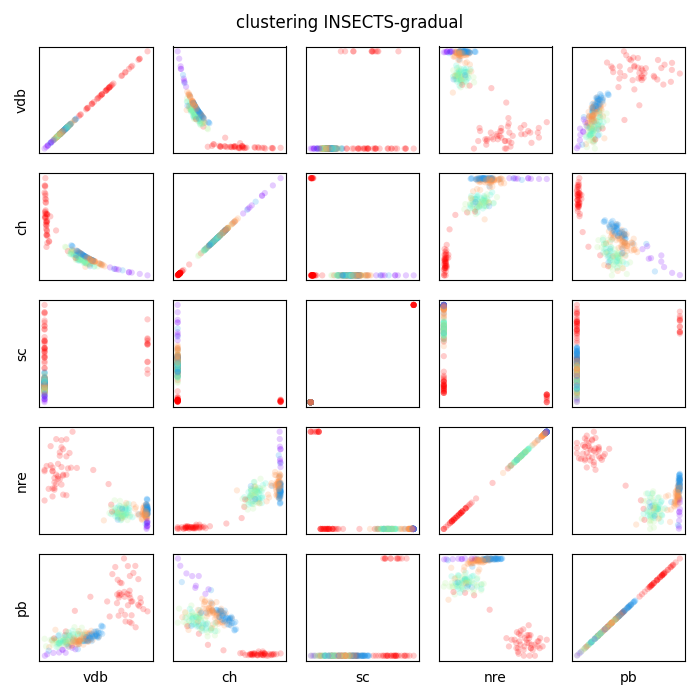 clustering INSECTS-gradual
vdb
ch
sc
nre
pb
vdb ch sc nre pb